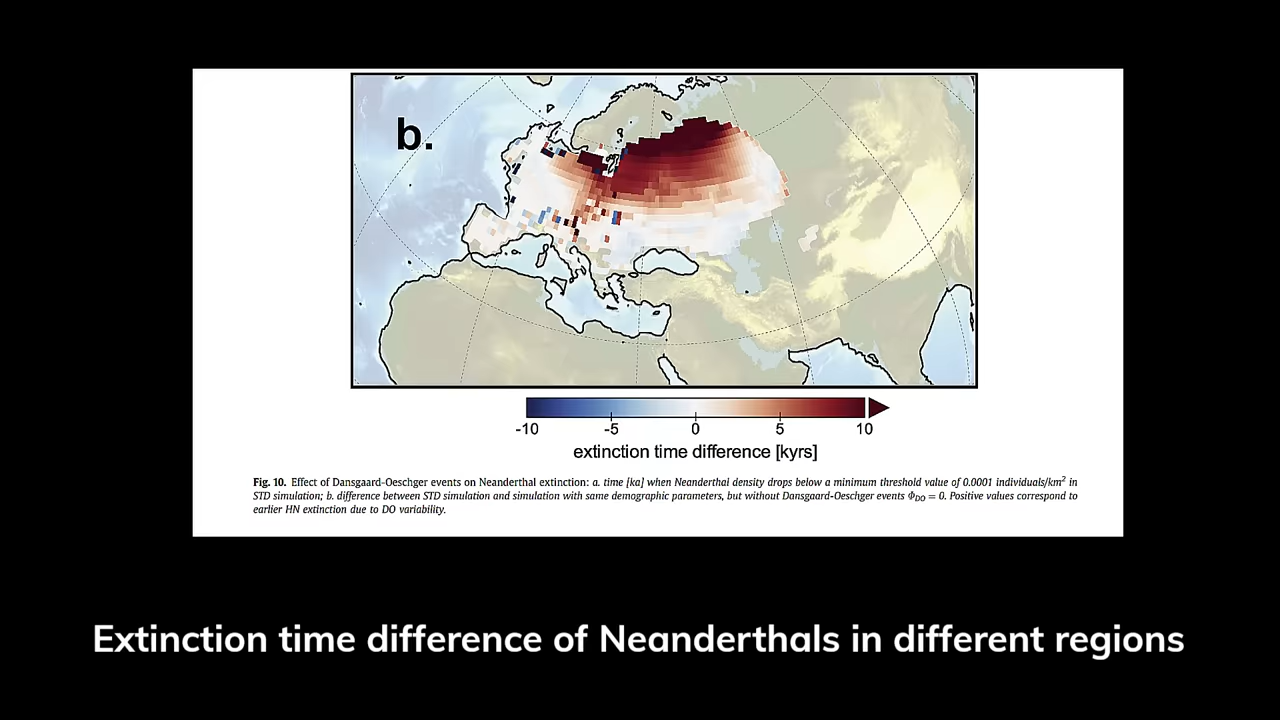 b.
-10 -5 0 5 10
extinction time difference [kyrs]
Fig. 10. Effect of Dansgaard-Oeschger events on Neanderthal extinction: a. time [ka] when Neanderthal density drops below a minimum threshold value of 0.0001 individuals/km² in
STD simulation; b. difference between STD simulation and simulation with same demographic parameters, but without Dansgaard-Oeschger events Φ_DO = 0. Positive values correspond to
earlier HN extinction due to DO variability.
Extinction time difference of Neanderthals in different regions